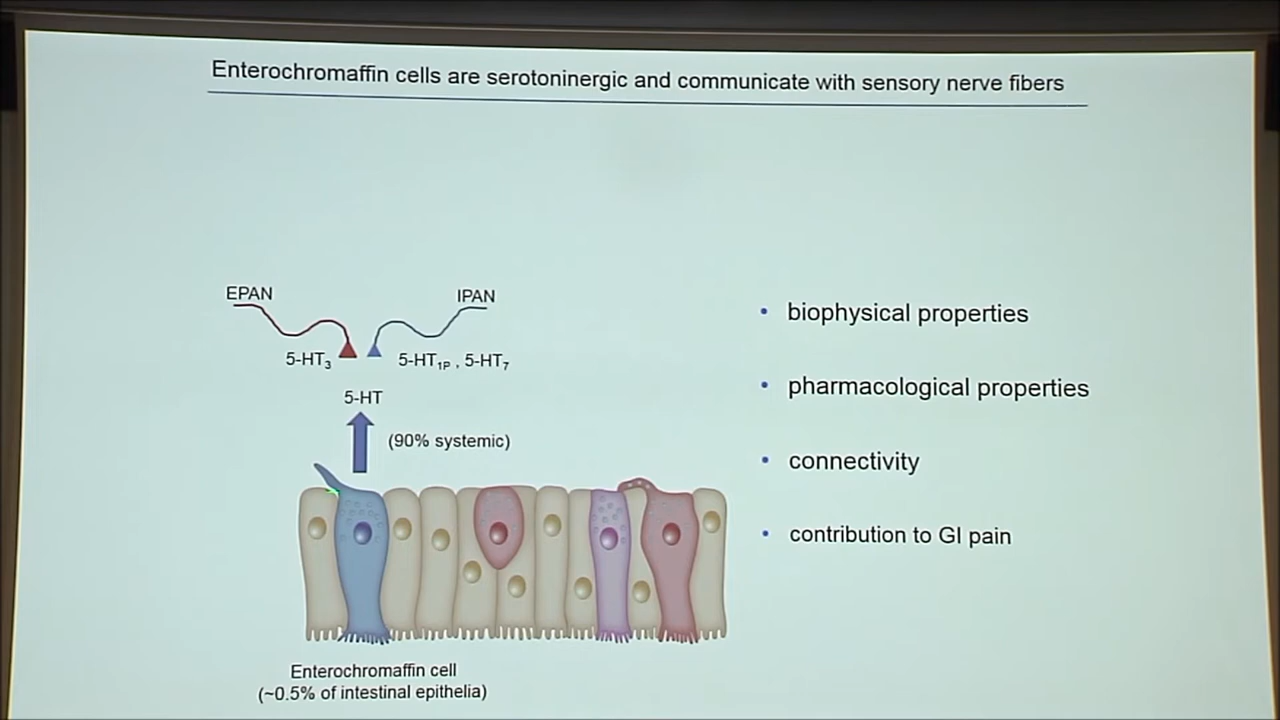 Enterochromaffin cells are serotoninergic and communicate with sensory nerve fibers
EPAN
IPAN
5-HT₃
5-HT₁P , 5-HT₇
5-HT
(90% systemic)
Enterochromaffin cell
(~0.5% of intestinal epithelia)
• biophysical properties
• pharmacological properties
• connectivity
• contribution to GI pain